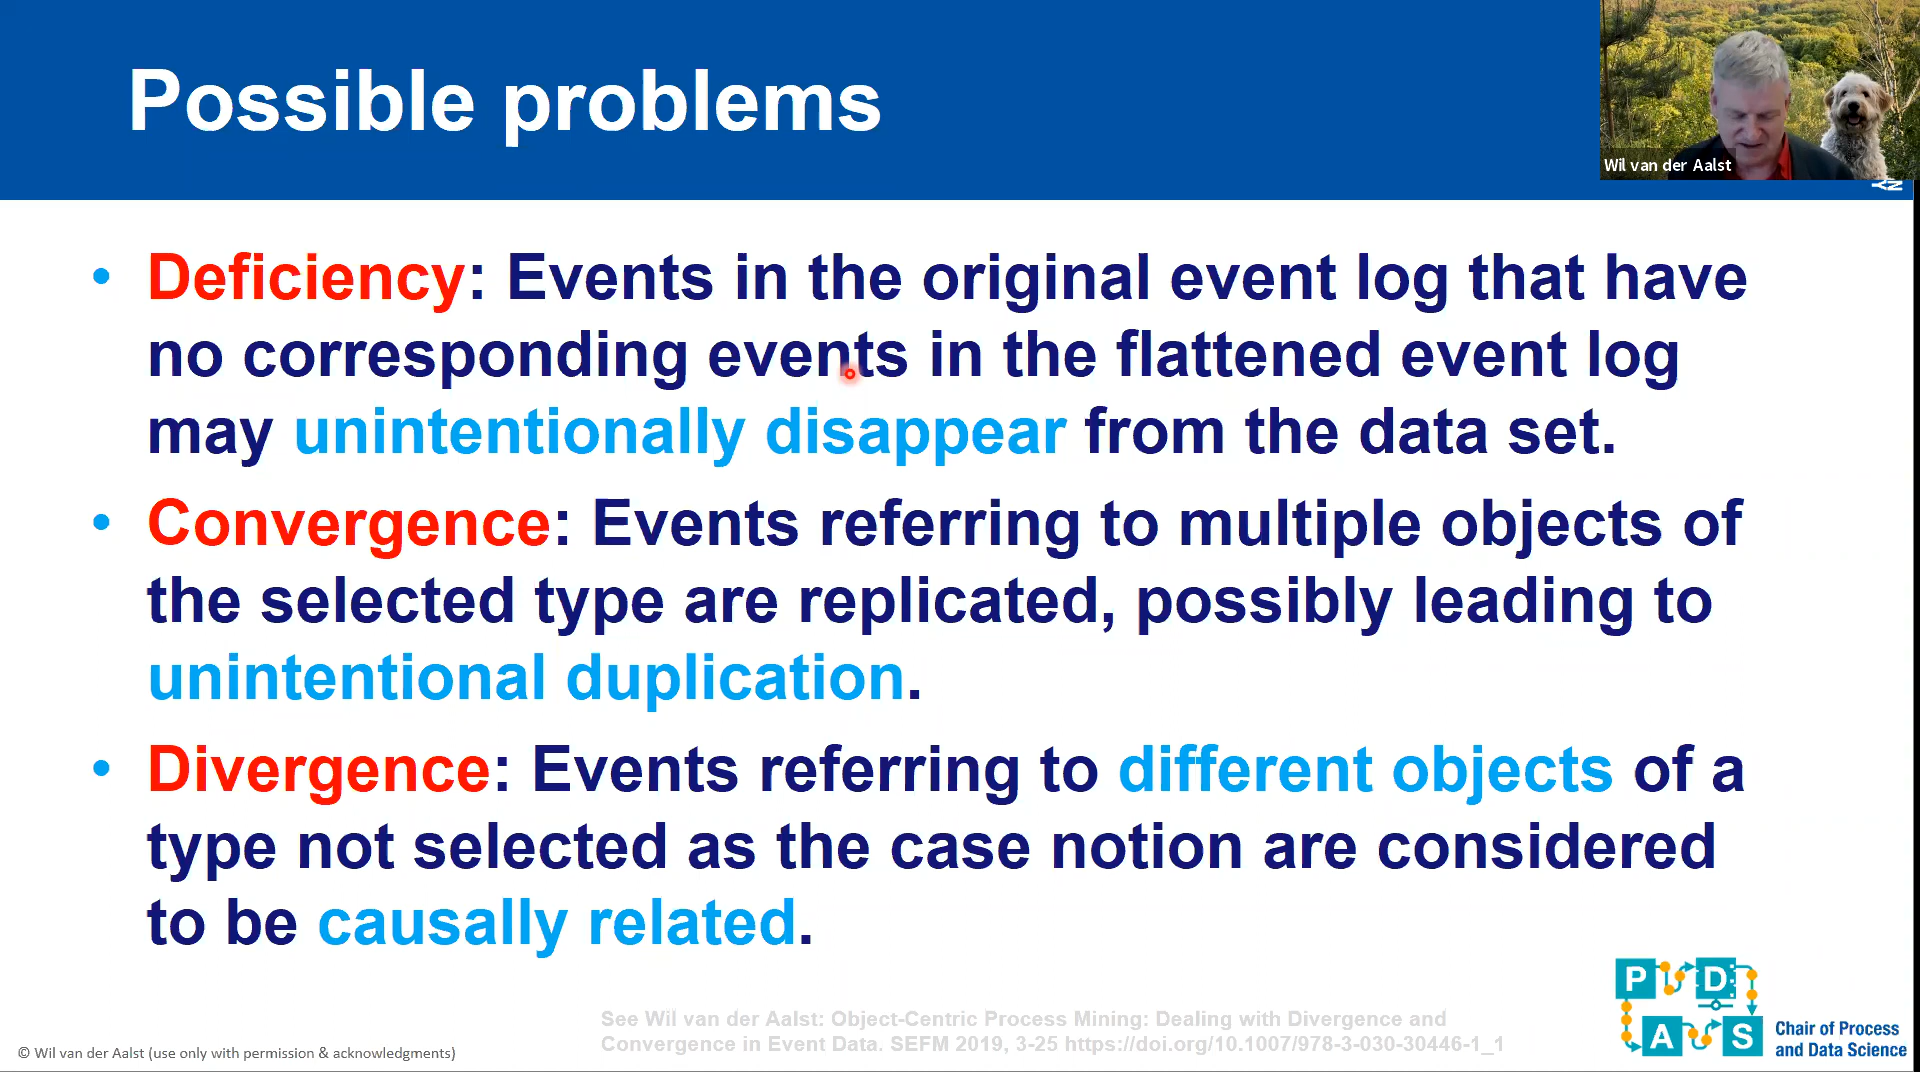 Possible problems
Wil van der Aalst
• Deficiency: Events in the original event log that have
no corresponding events in the flattened event log
may unintentionally disappear from the data set.
• Convergence: Events referring to multiple objects of
the selected type are replicated, possibly leading to
unintentional duplication.
• Divergence: Events referring to different objects of a
type not selected as the case notion are considered
to be causally related.
See Wil van der Aalst: Object-Centric Process Mining: Dealing with Divergence and
Convergence in Event Data. SEFM 2019, 3-25 https://doi.org/10.1007/978-3-030-30446-1_1
© Wil van der Aalst (use only with permission & acknowledgments)
P D
A S
Chair of Process
and Data Science